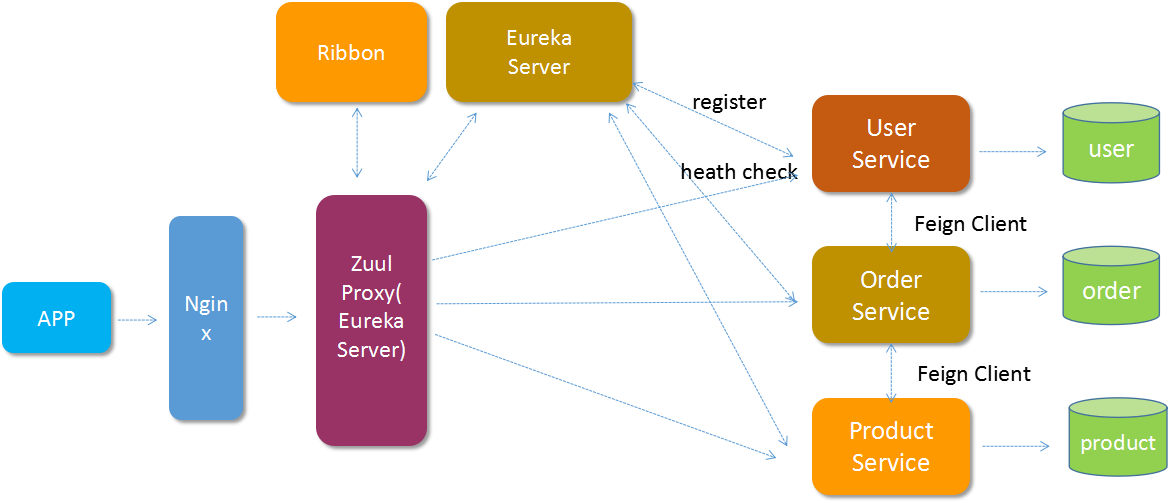 Ribbon
Eureka
Server
register
User
Service
user
heath check
Feign Client
Zuul
Proxy(
Eureka
Server)
APP
Ngin
x
Order
Service
order
Feign Client
Product
Service
product